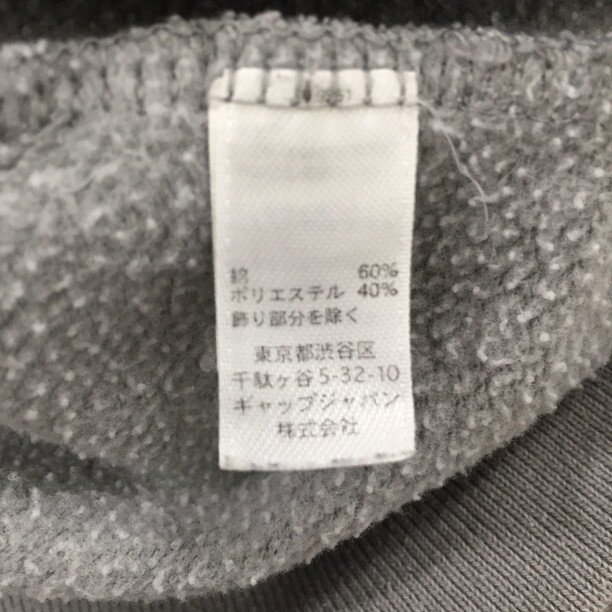 綿 60%
ポリエステル 40%
飾り部分を除く
東京都渋谷区
千駄ヶ谷5-32-10
ギャップジャパン
株式会社